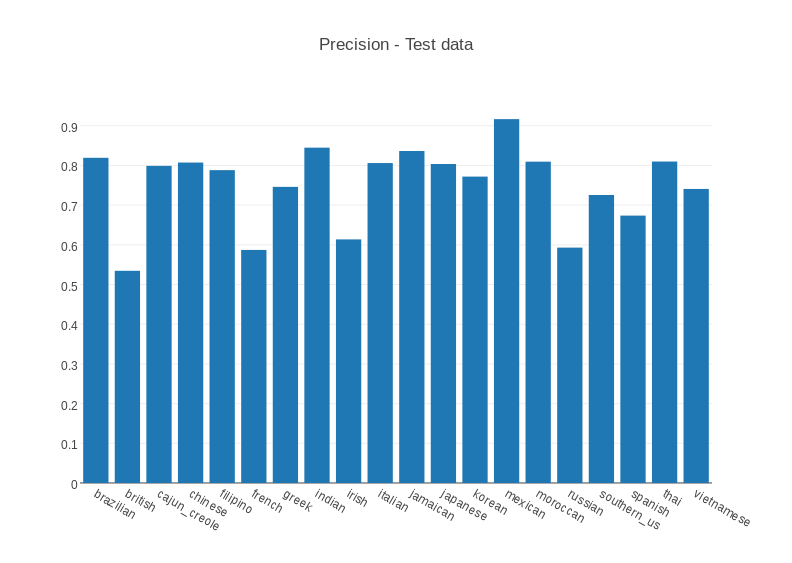 Precision - Test data
0.9
0.8
0.7
0.6
0.5
0.4
0.3
0.2
0.1
0
brazilian
british
cajun_creole
chinese
filipino
french
greek
indian
irish
italian
jamaican
japanese
korean
mexican
moroccan
russian
southern_us
spanish
thai
vietnamese